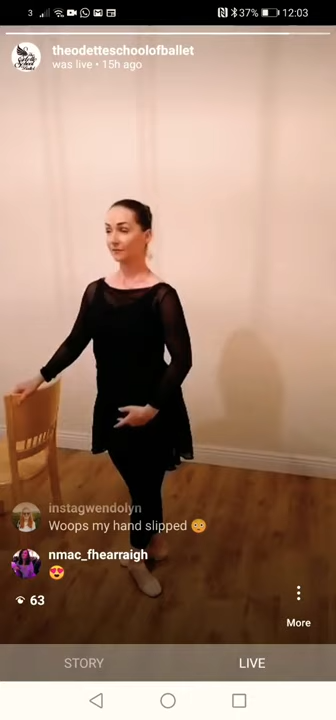 3 37% 12:03
theodetteschoolofballet
was live • 15h ago
instagwendolyn
Woops my hand slipped 😳
nmac_fhearraigh
😍
63
More
STORY LIVE